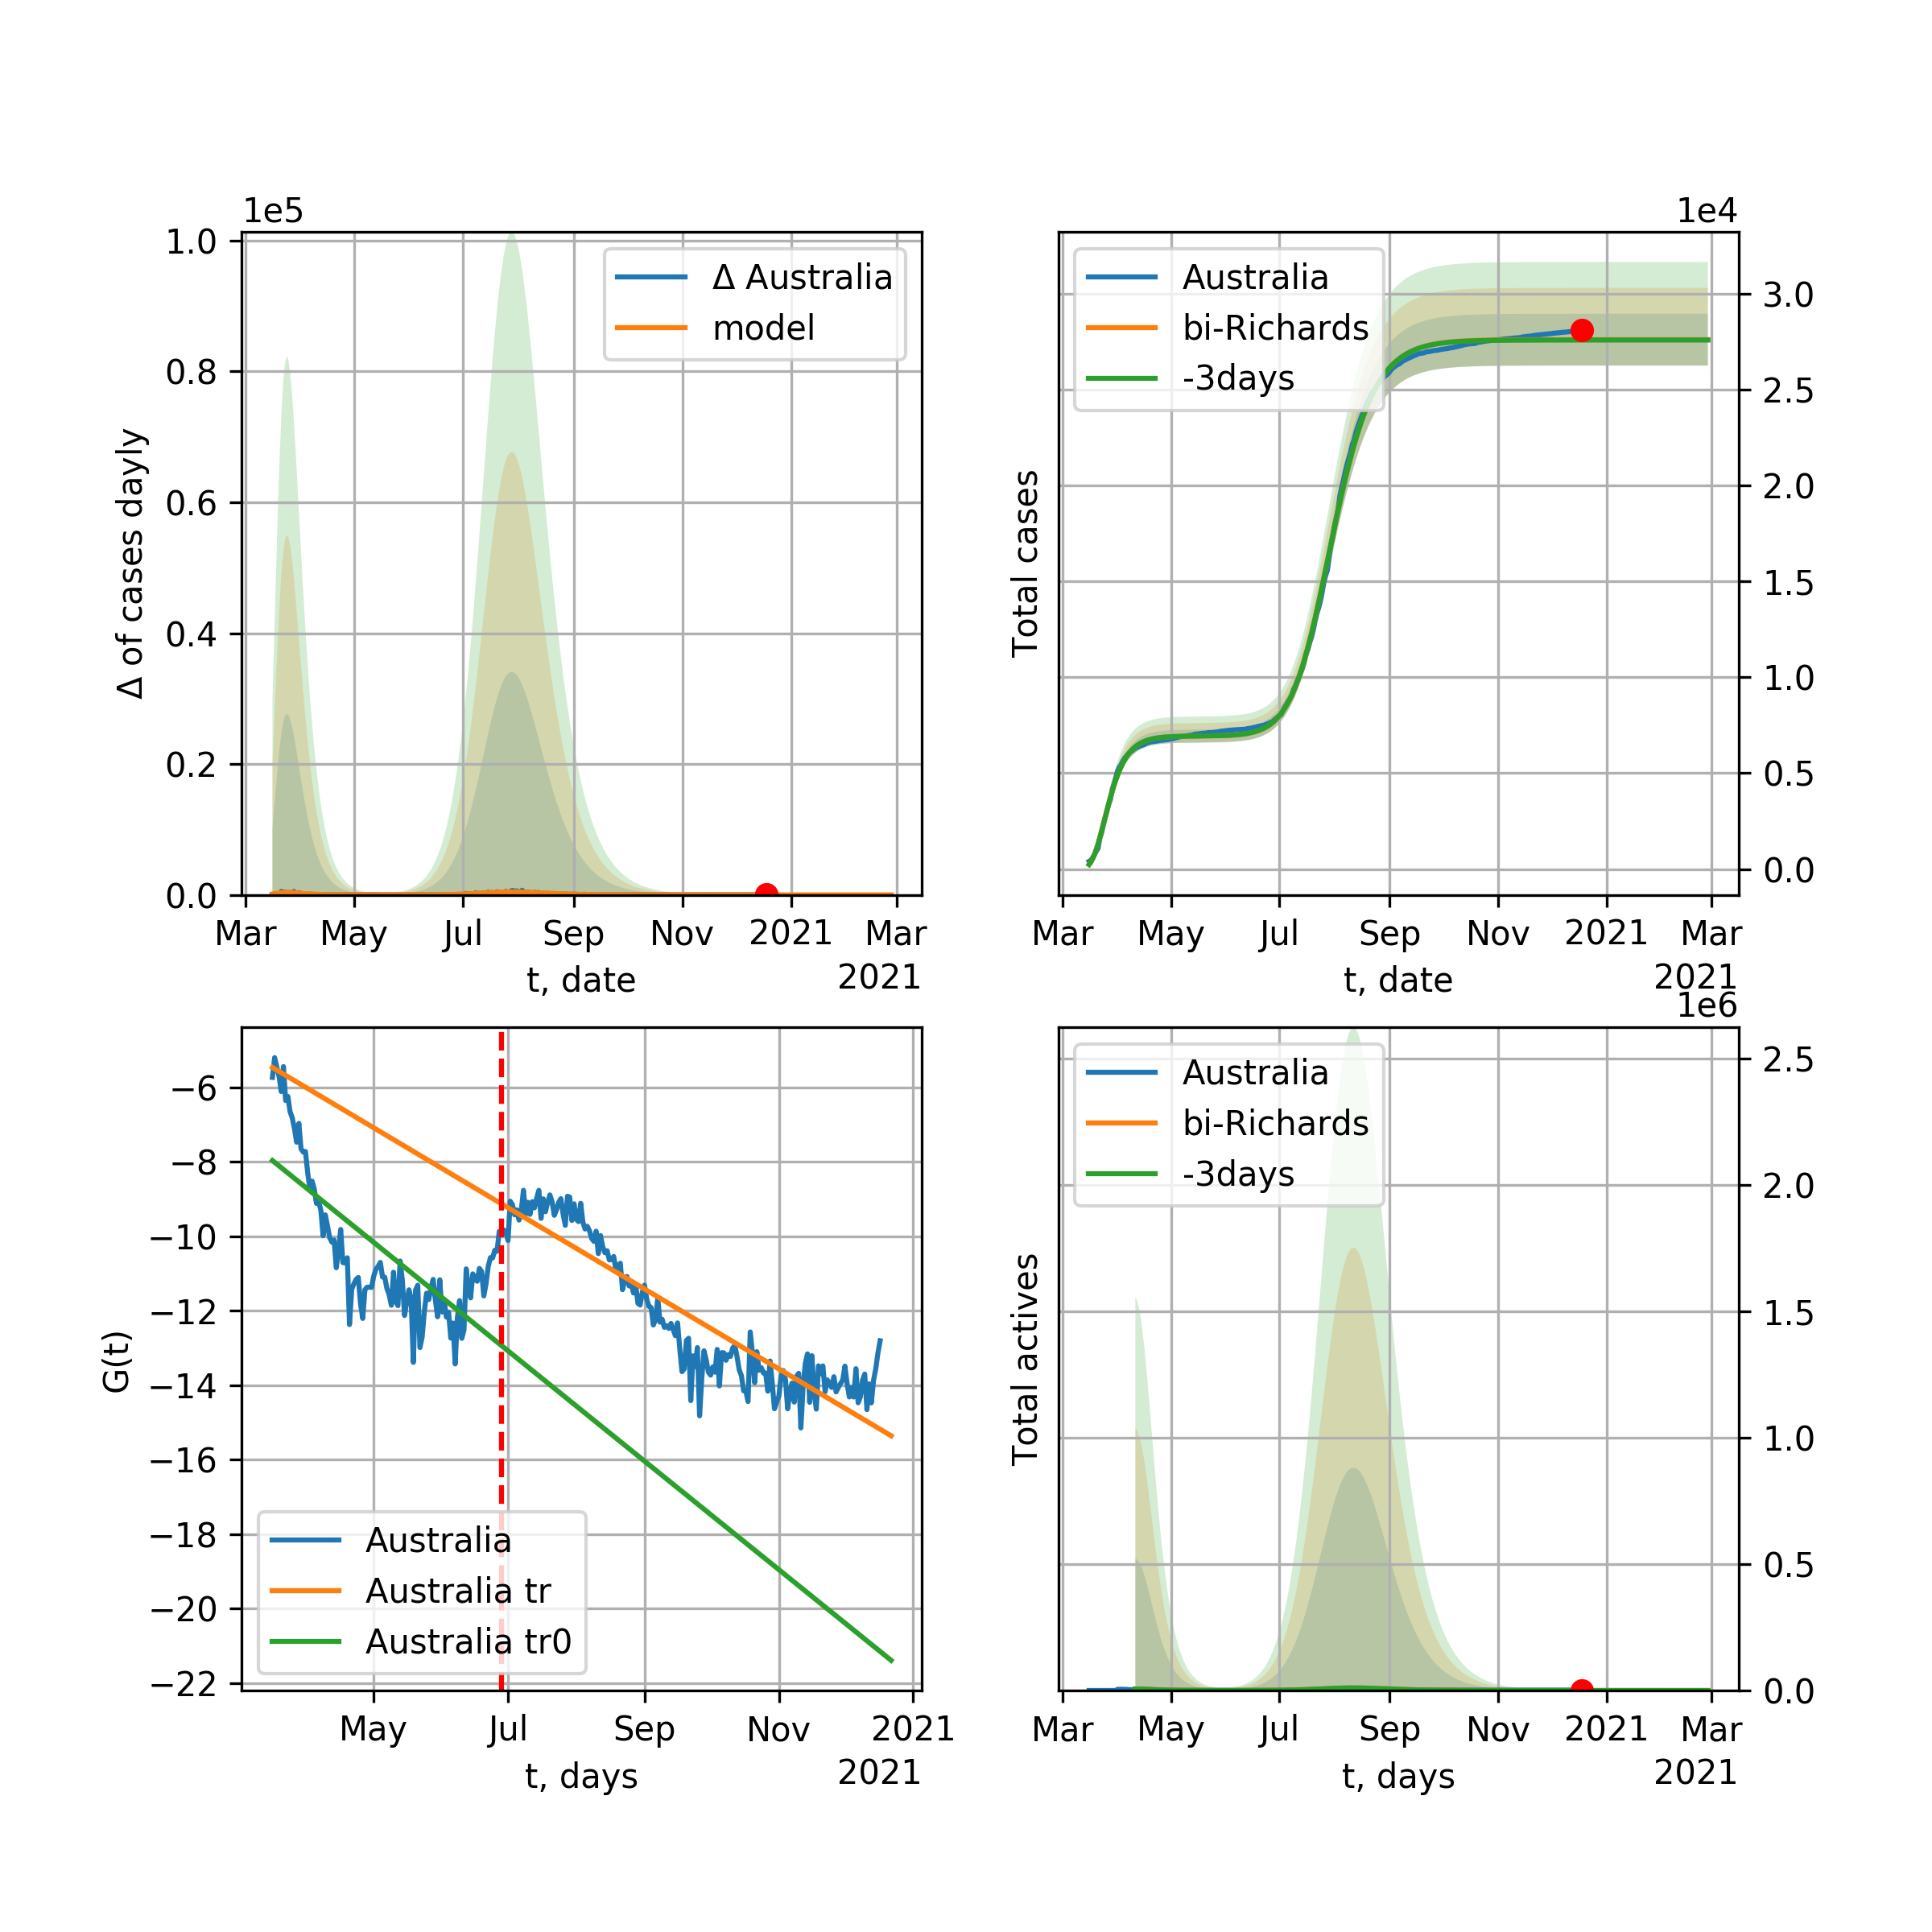 1e5
1.0
0.8
0.6
0.4
0.2
0.0
Δ of cases dayly
Δ Australia
model
Mar
May
Jul
Sep
Nov
2021
Mar
t, date
2021
1e4
Australia
bi-Richards
-3days
Total cases
3.0
2.5
2.0
1.5
1.0
0.5
0.0
Mar
May
Jul
Sep
Nov
2021
Mar
t, date
2021
−6
−8
−10
−12
−14
−16
−18
−20
−22
G(t)
Australia
Australia tr
Australia tr0
May
Jul
Sep
Nov
2021
t, days
2021
1e6
Australia
bi-Richards
-3days
Total actives
2.5
2.0
1.5
1.0
0.5
0.0
Mar
May
Jul
Sep
Nov
2021
Mar
t, days
2021